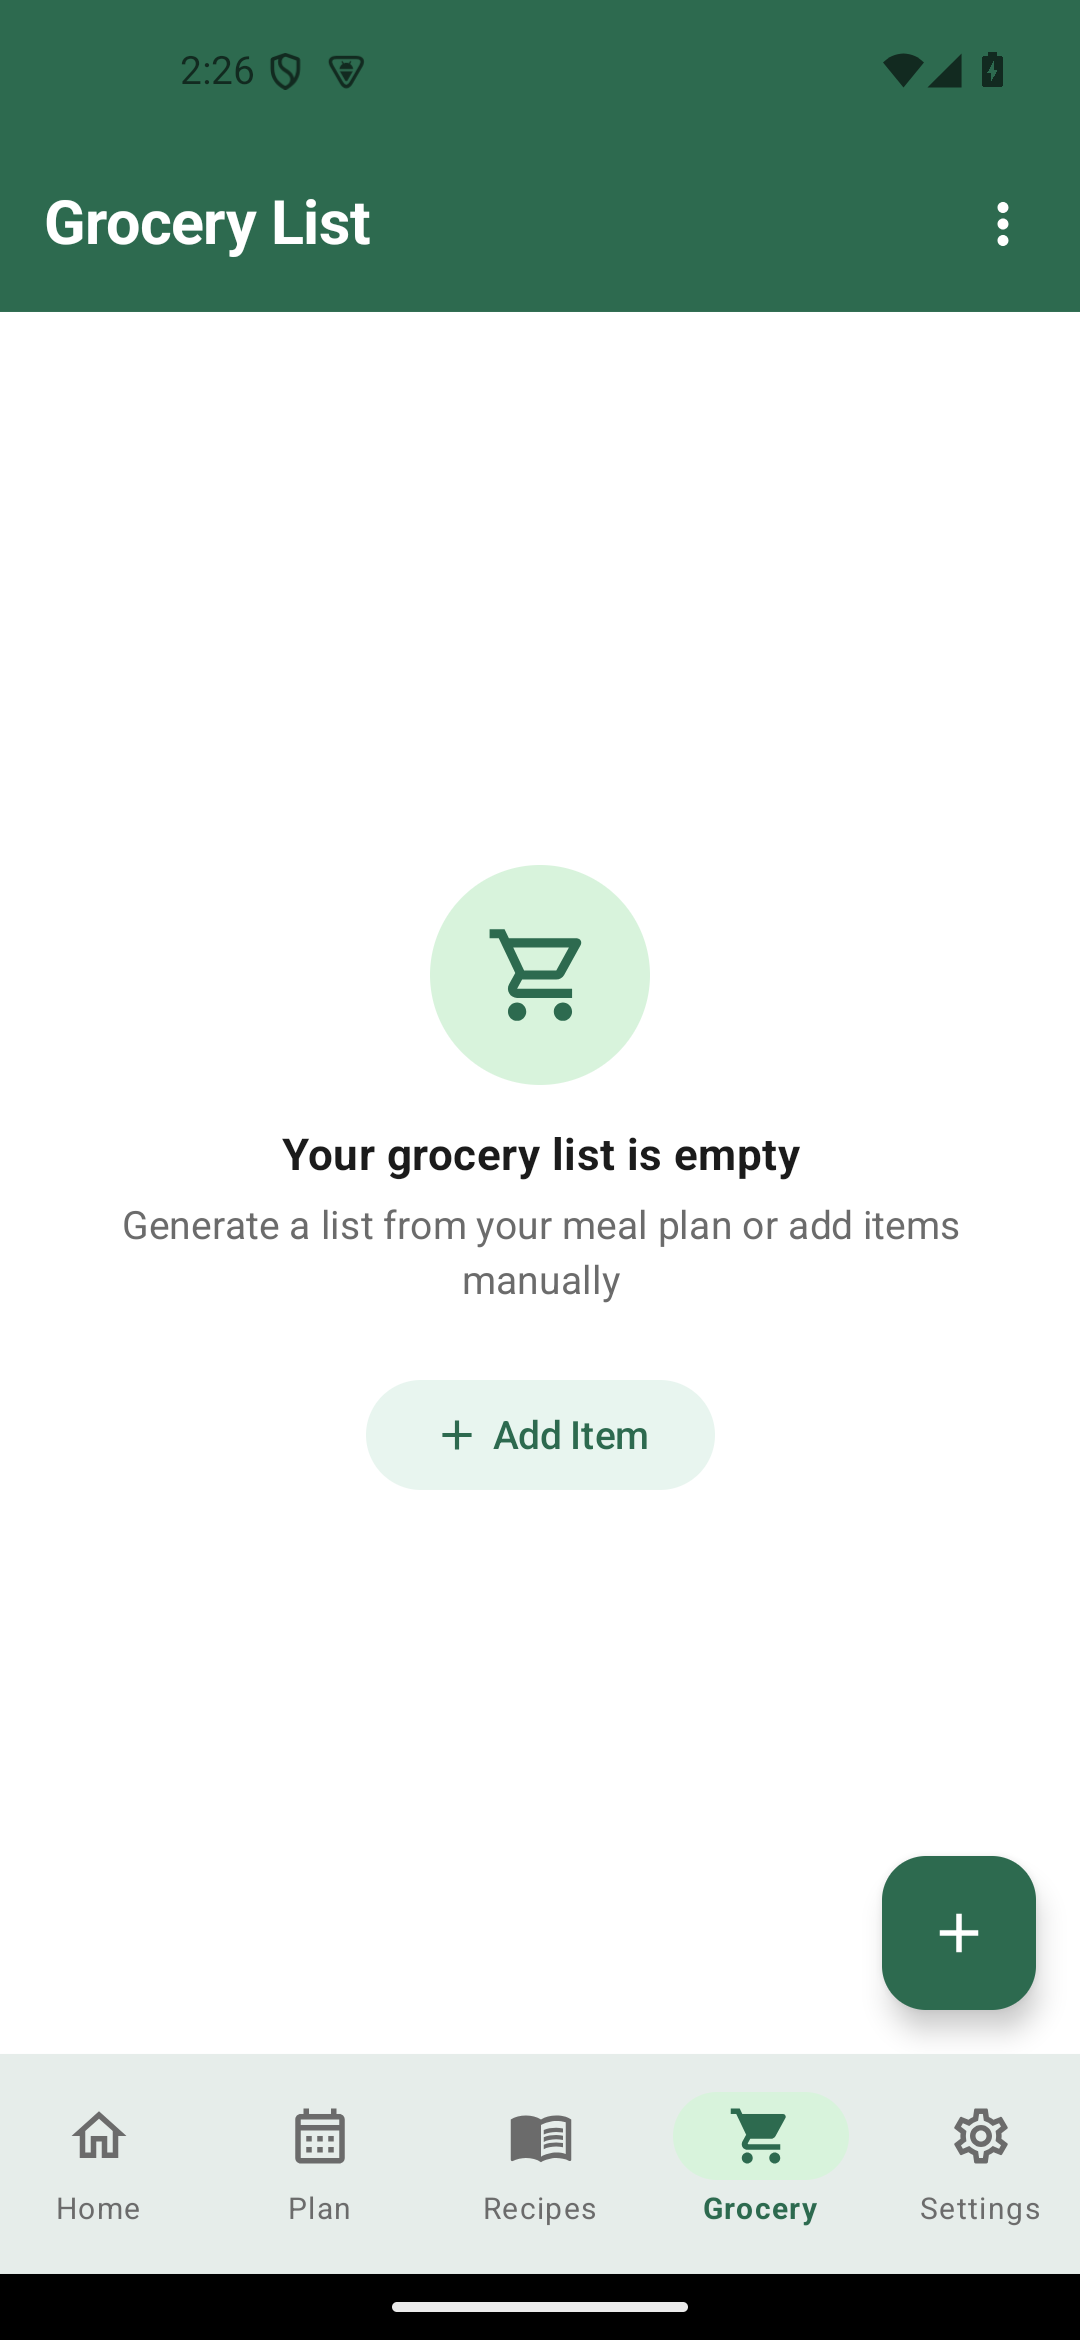 2:26
Grocery List
Your grocery list is empty
Generate a list from your meal plan or add items
manually
Add Item
Home
Plan
Recipes
Grocery
Settings